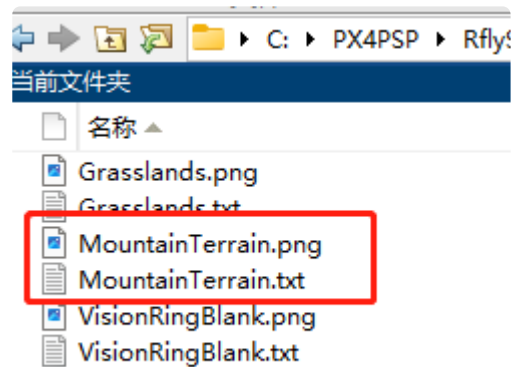 C: PX4PSP Rfly
当前文件夹
名称
Grasslands.png
Grasslands.txt
MountainTerrain.png
MountainTerrain.txt
VisionRingBlank.png
VisionRingBlank.txt